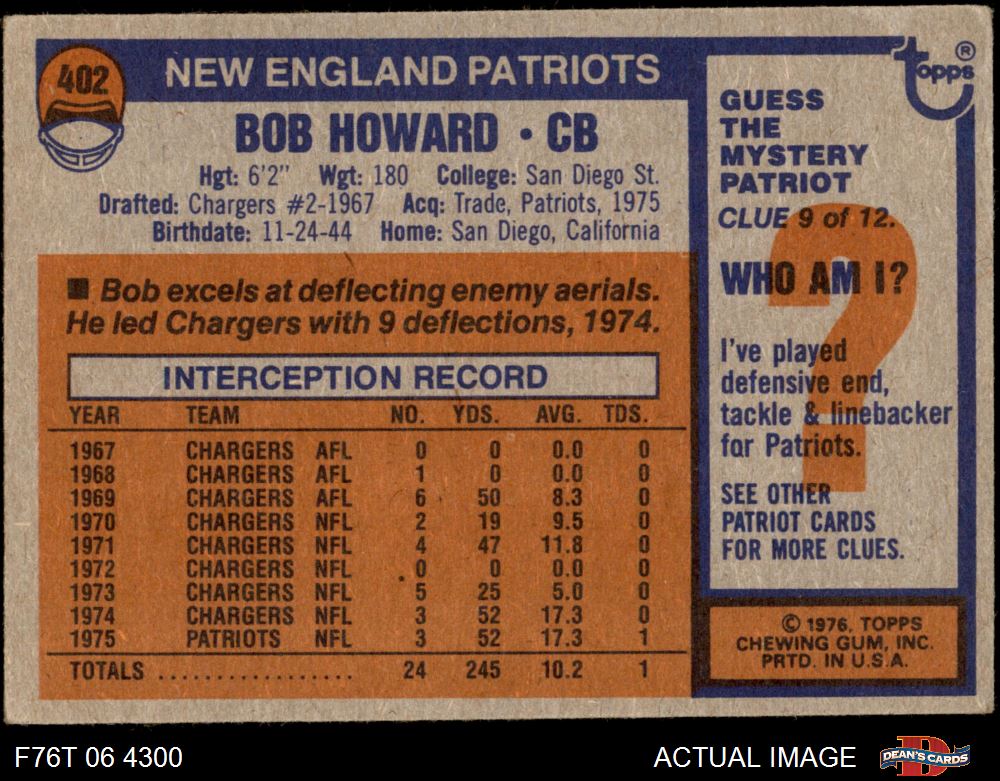 402
NEW ENGLAND PATRIOTS
BOB HOWARD • CB
Hgt: 6'2" Wgt: 180 College: San Diego St.
Drafted: Chargers #2-1967 Acq: Trade, Patriots, 1975
Birthdate: 11-24-44 Home: San Diego, California
■ Bob excels at deflecting enemy aerials.
He led Chargers with 9 deflections, 1974.
INTERCEPTION RECORD
YEAR TEAM NO. YDS. AVG. TDS.
1967 CHARGERS AFL 0 0 0.0 0
1968 CHARGERS AFL 1 0 0.0 0
1969 CHARGERS AFL 6 50 8.3 0
1970 CHARGERS NFL 2 19 9.5 0
1971 CHARGERS NFL 4 47 11.8 0
1972 CHARGERS NFL 0 0 0.0 0
1973 CHARGERS NFL 5 25 5.0 0
1974 CHARGERS NFL 3 52 17.3 0
1975 PATRIOTS NFL 3 52 17.3 1
TOTALS ................. 24 245 10.2 1
topps ®
GUESS
THE
MYSTERY
PATRIOT
CLUE 9 of 12.
?
WHO AM I?
I've played
defensive end,
tackle & linebacker
for Patriots.
SEE OTHER
PATRIOT CARDS
FOR MORE CLUES.
© 1976, TOPPS
CHEWING GUM, INC.
PRTD. IN U.S.A.
F76T 06 4300
ACTUAL IMAGE
D
DEAN'S CARDS